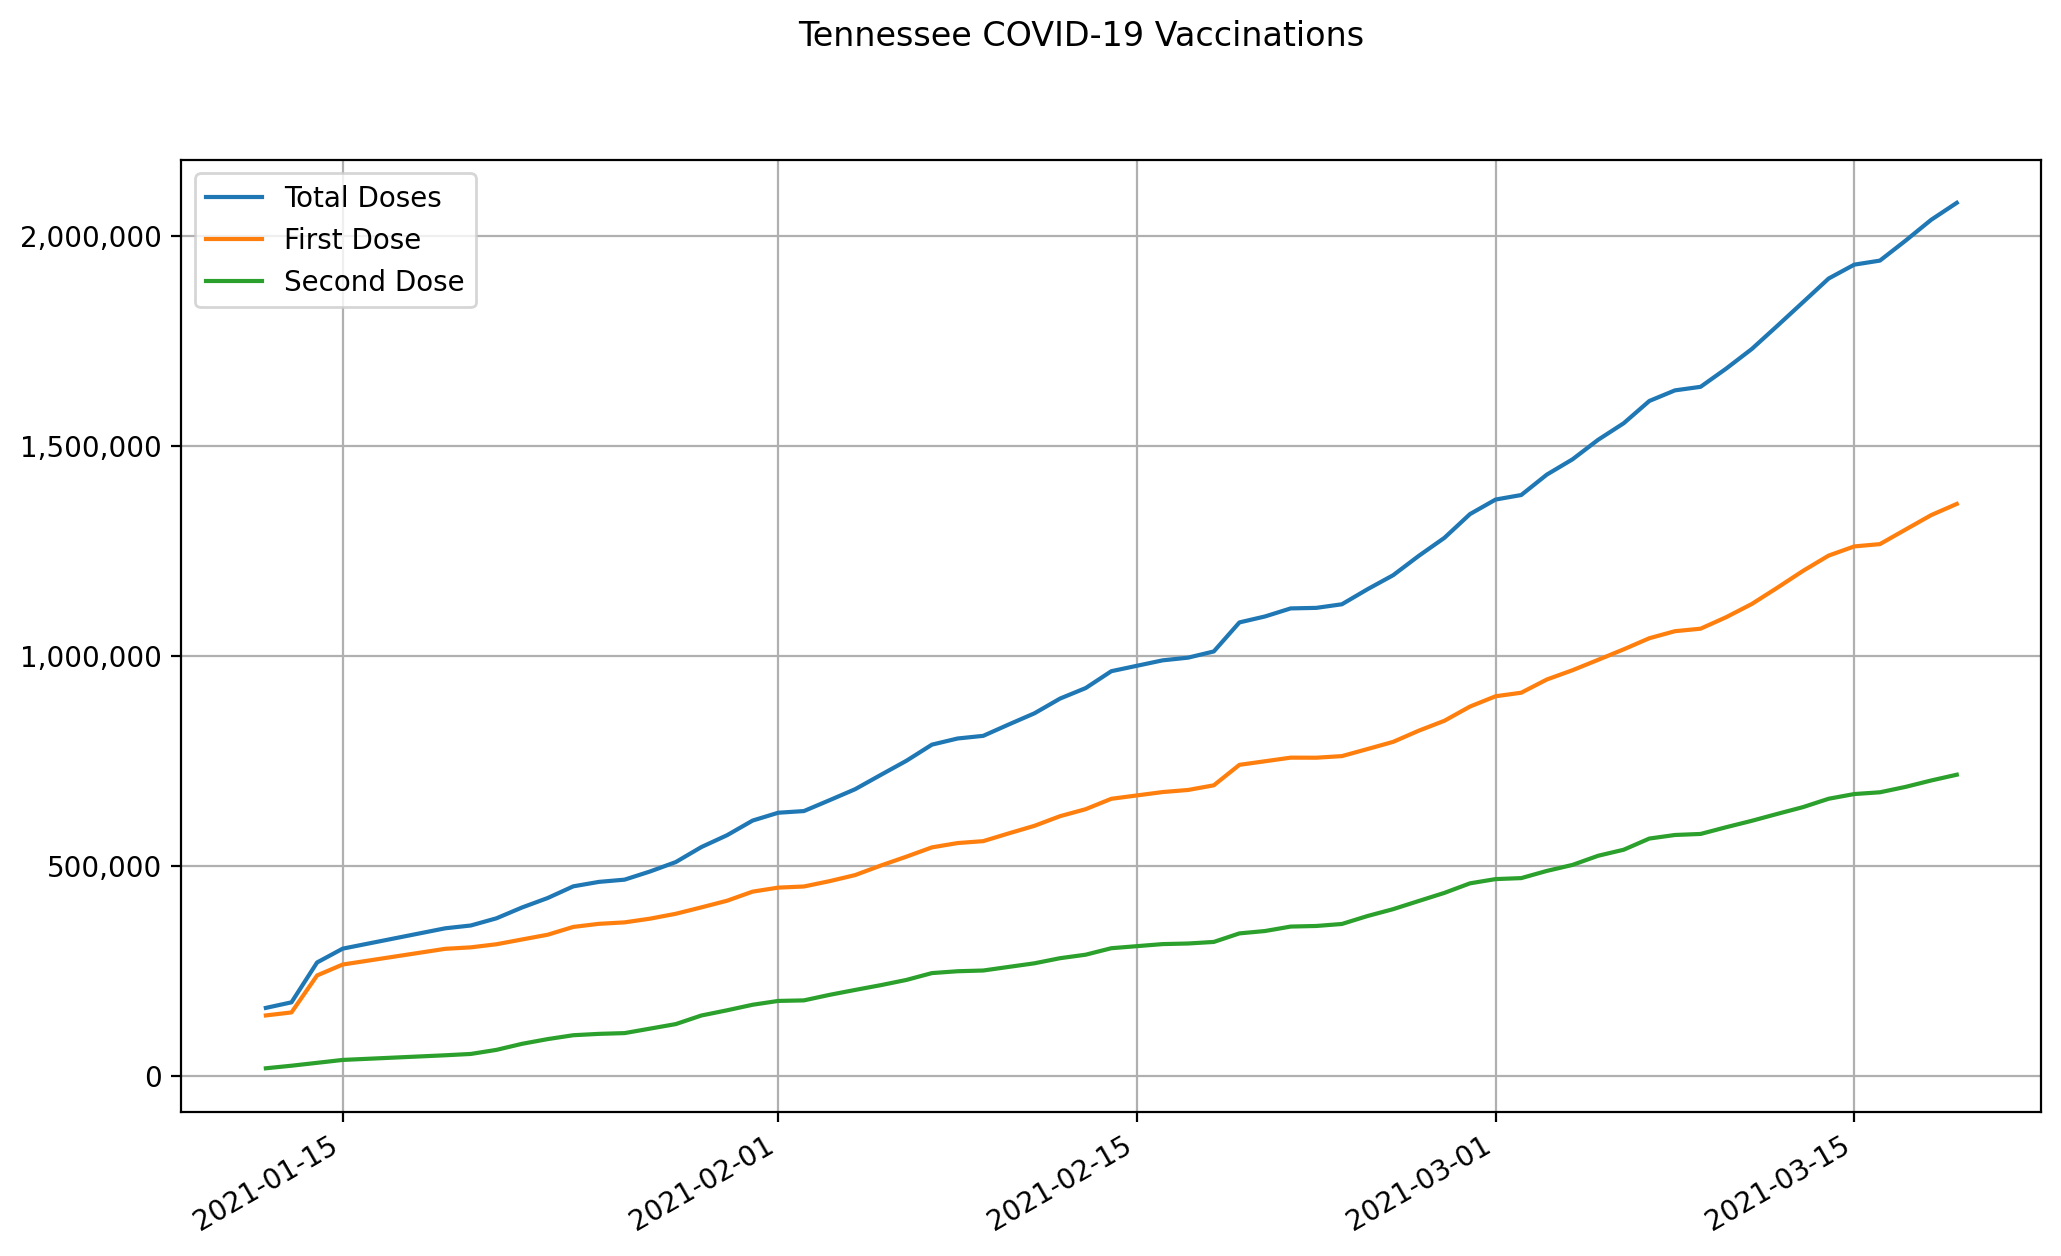 Tennessee COVID-19 Vaccinations
Total Doses
First Dose
Second Dose
2,000,000
1,500,000
1,000,000
500,000
0
2021-01-15
2021-02-01
2021-02-15
2021-03-01
2021-03-15